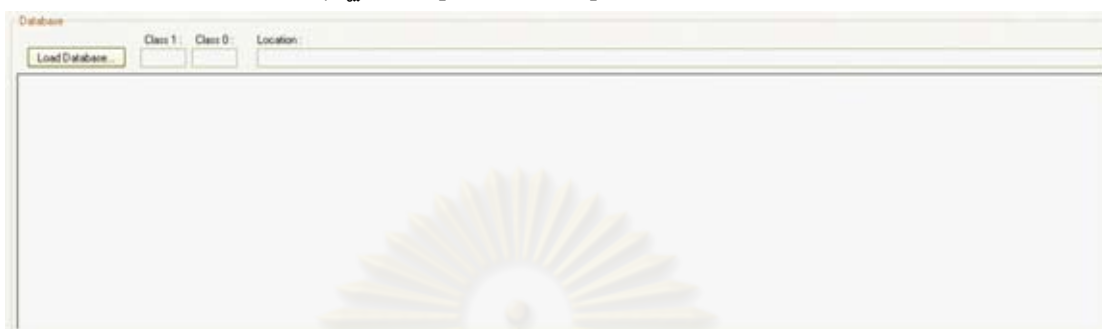 Database
Class 1 : Class 0 : Location :
Load Database...